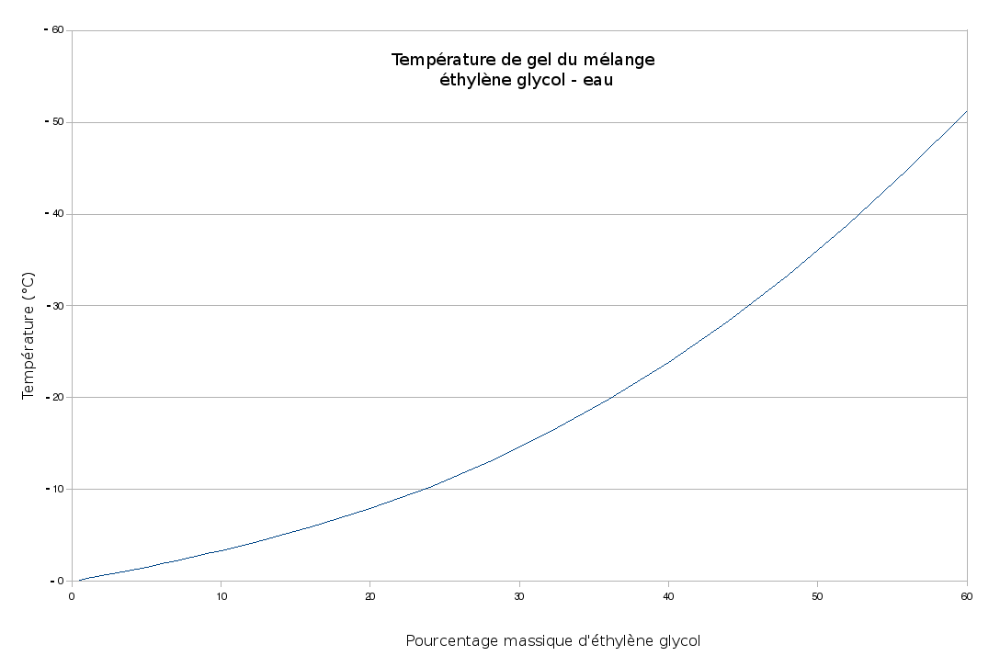 Température de gel du mélange
éthylène glycol - eau
- 60
- 50
- 40
- 30
- 20
- 10
- 0
Température (°C)
0 10 20 30 40 50 60
Pourcentage massique d'éthylène glycol